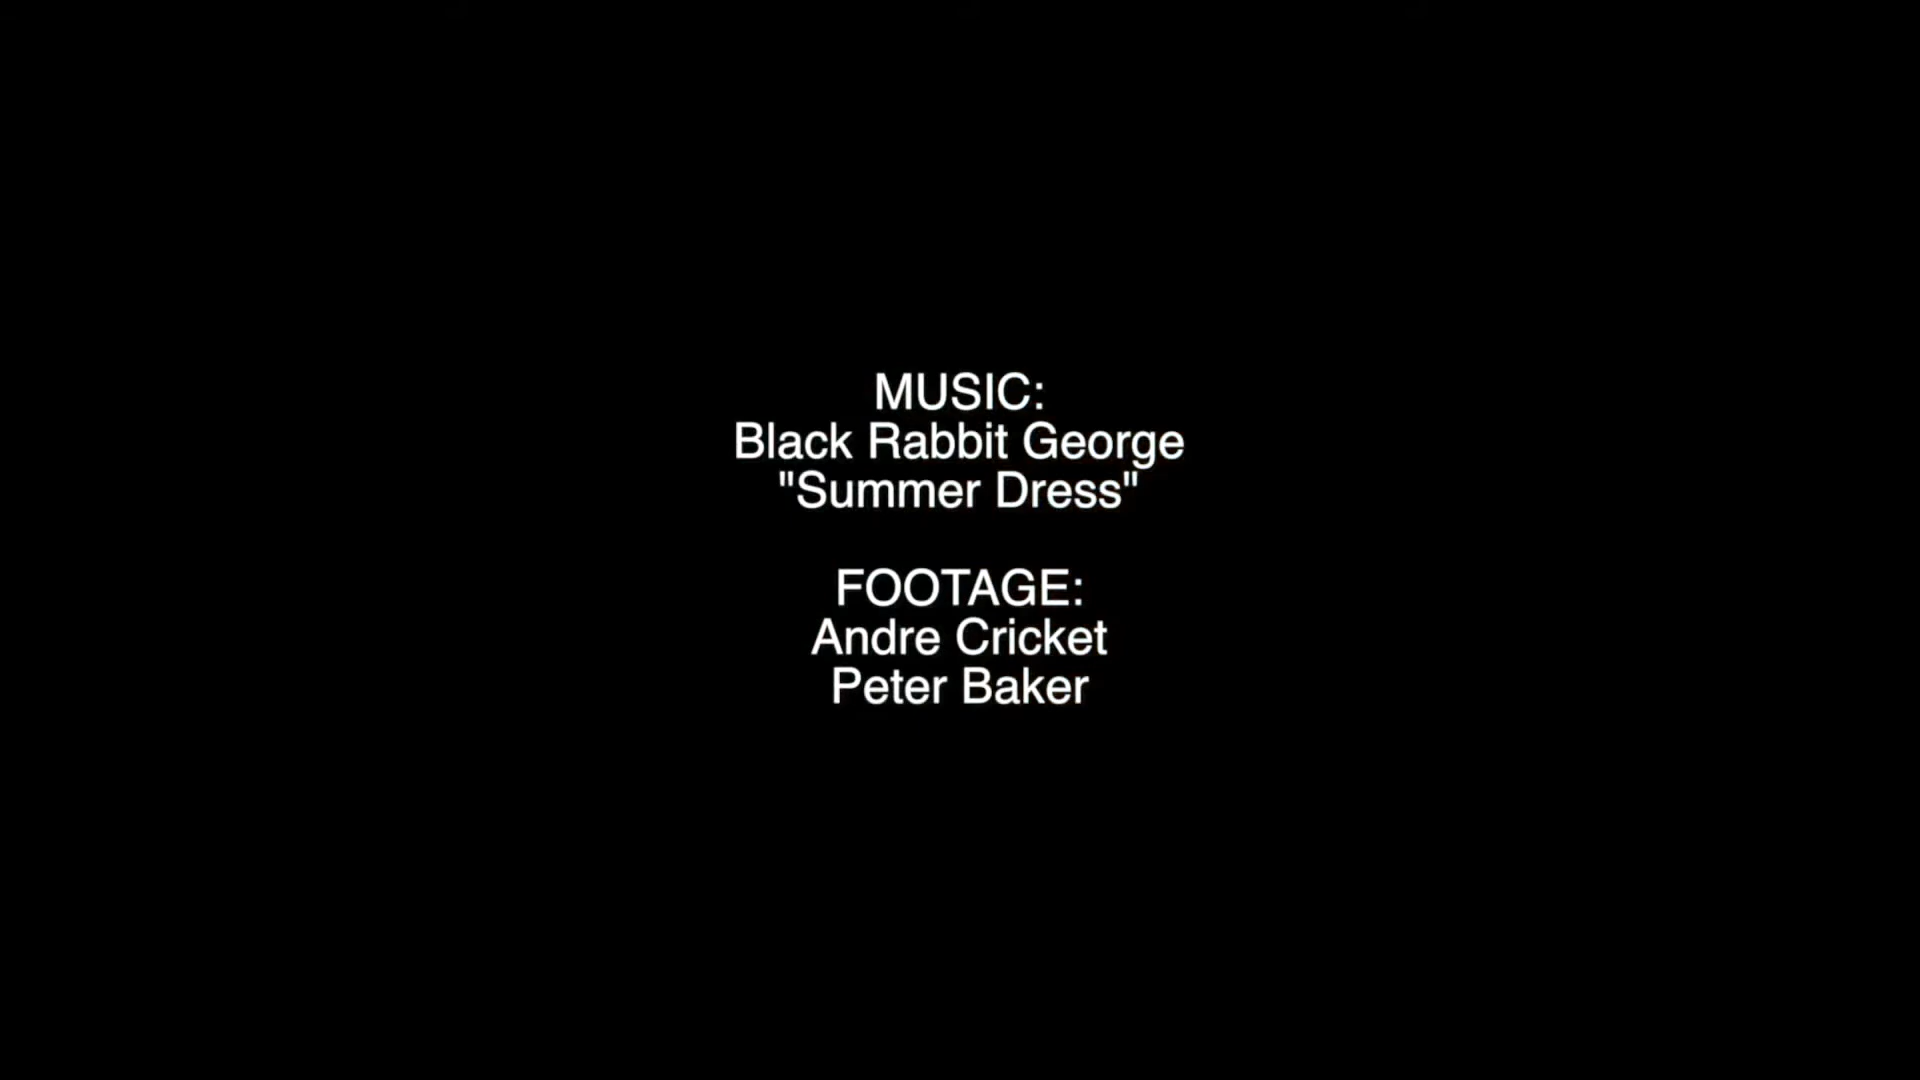 MUSIC:
Black Rabbit George
"Summer Dress"
FOOTAGE:
Andre Cricket
Peter Baker